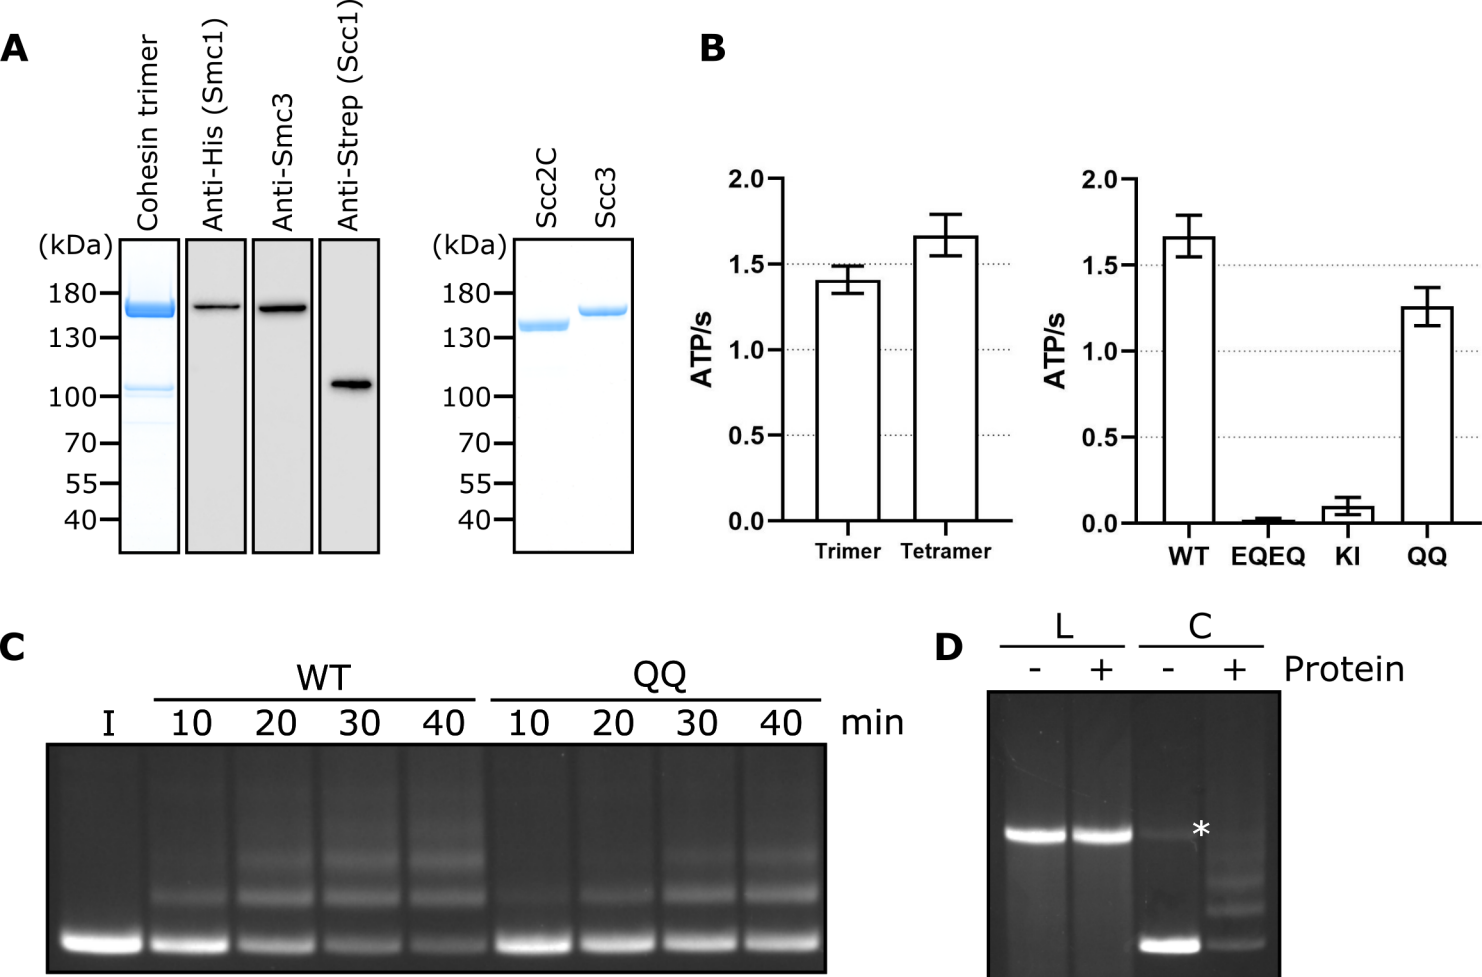 A
Cohesin trimer
Anti-His (Smc1)
Anti-Smc3
Anti-Strep (Scc1)
(kDa)
180
130
100
70
55
40
Scc2C
Scc3
(kDa)
180
130
100
70
55
40
B
ATP/s
2.0
1.5
1.0
0.5
0.0
Trimer Tetramer
ATP/s
2.0
1.5
1.0
0.5
0.0
WT EQEQ KI QQ
C
WT QQ
I 10 20 30 40 10 20 30 40 min
D
L C
- + - + Protein
*